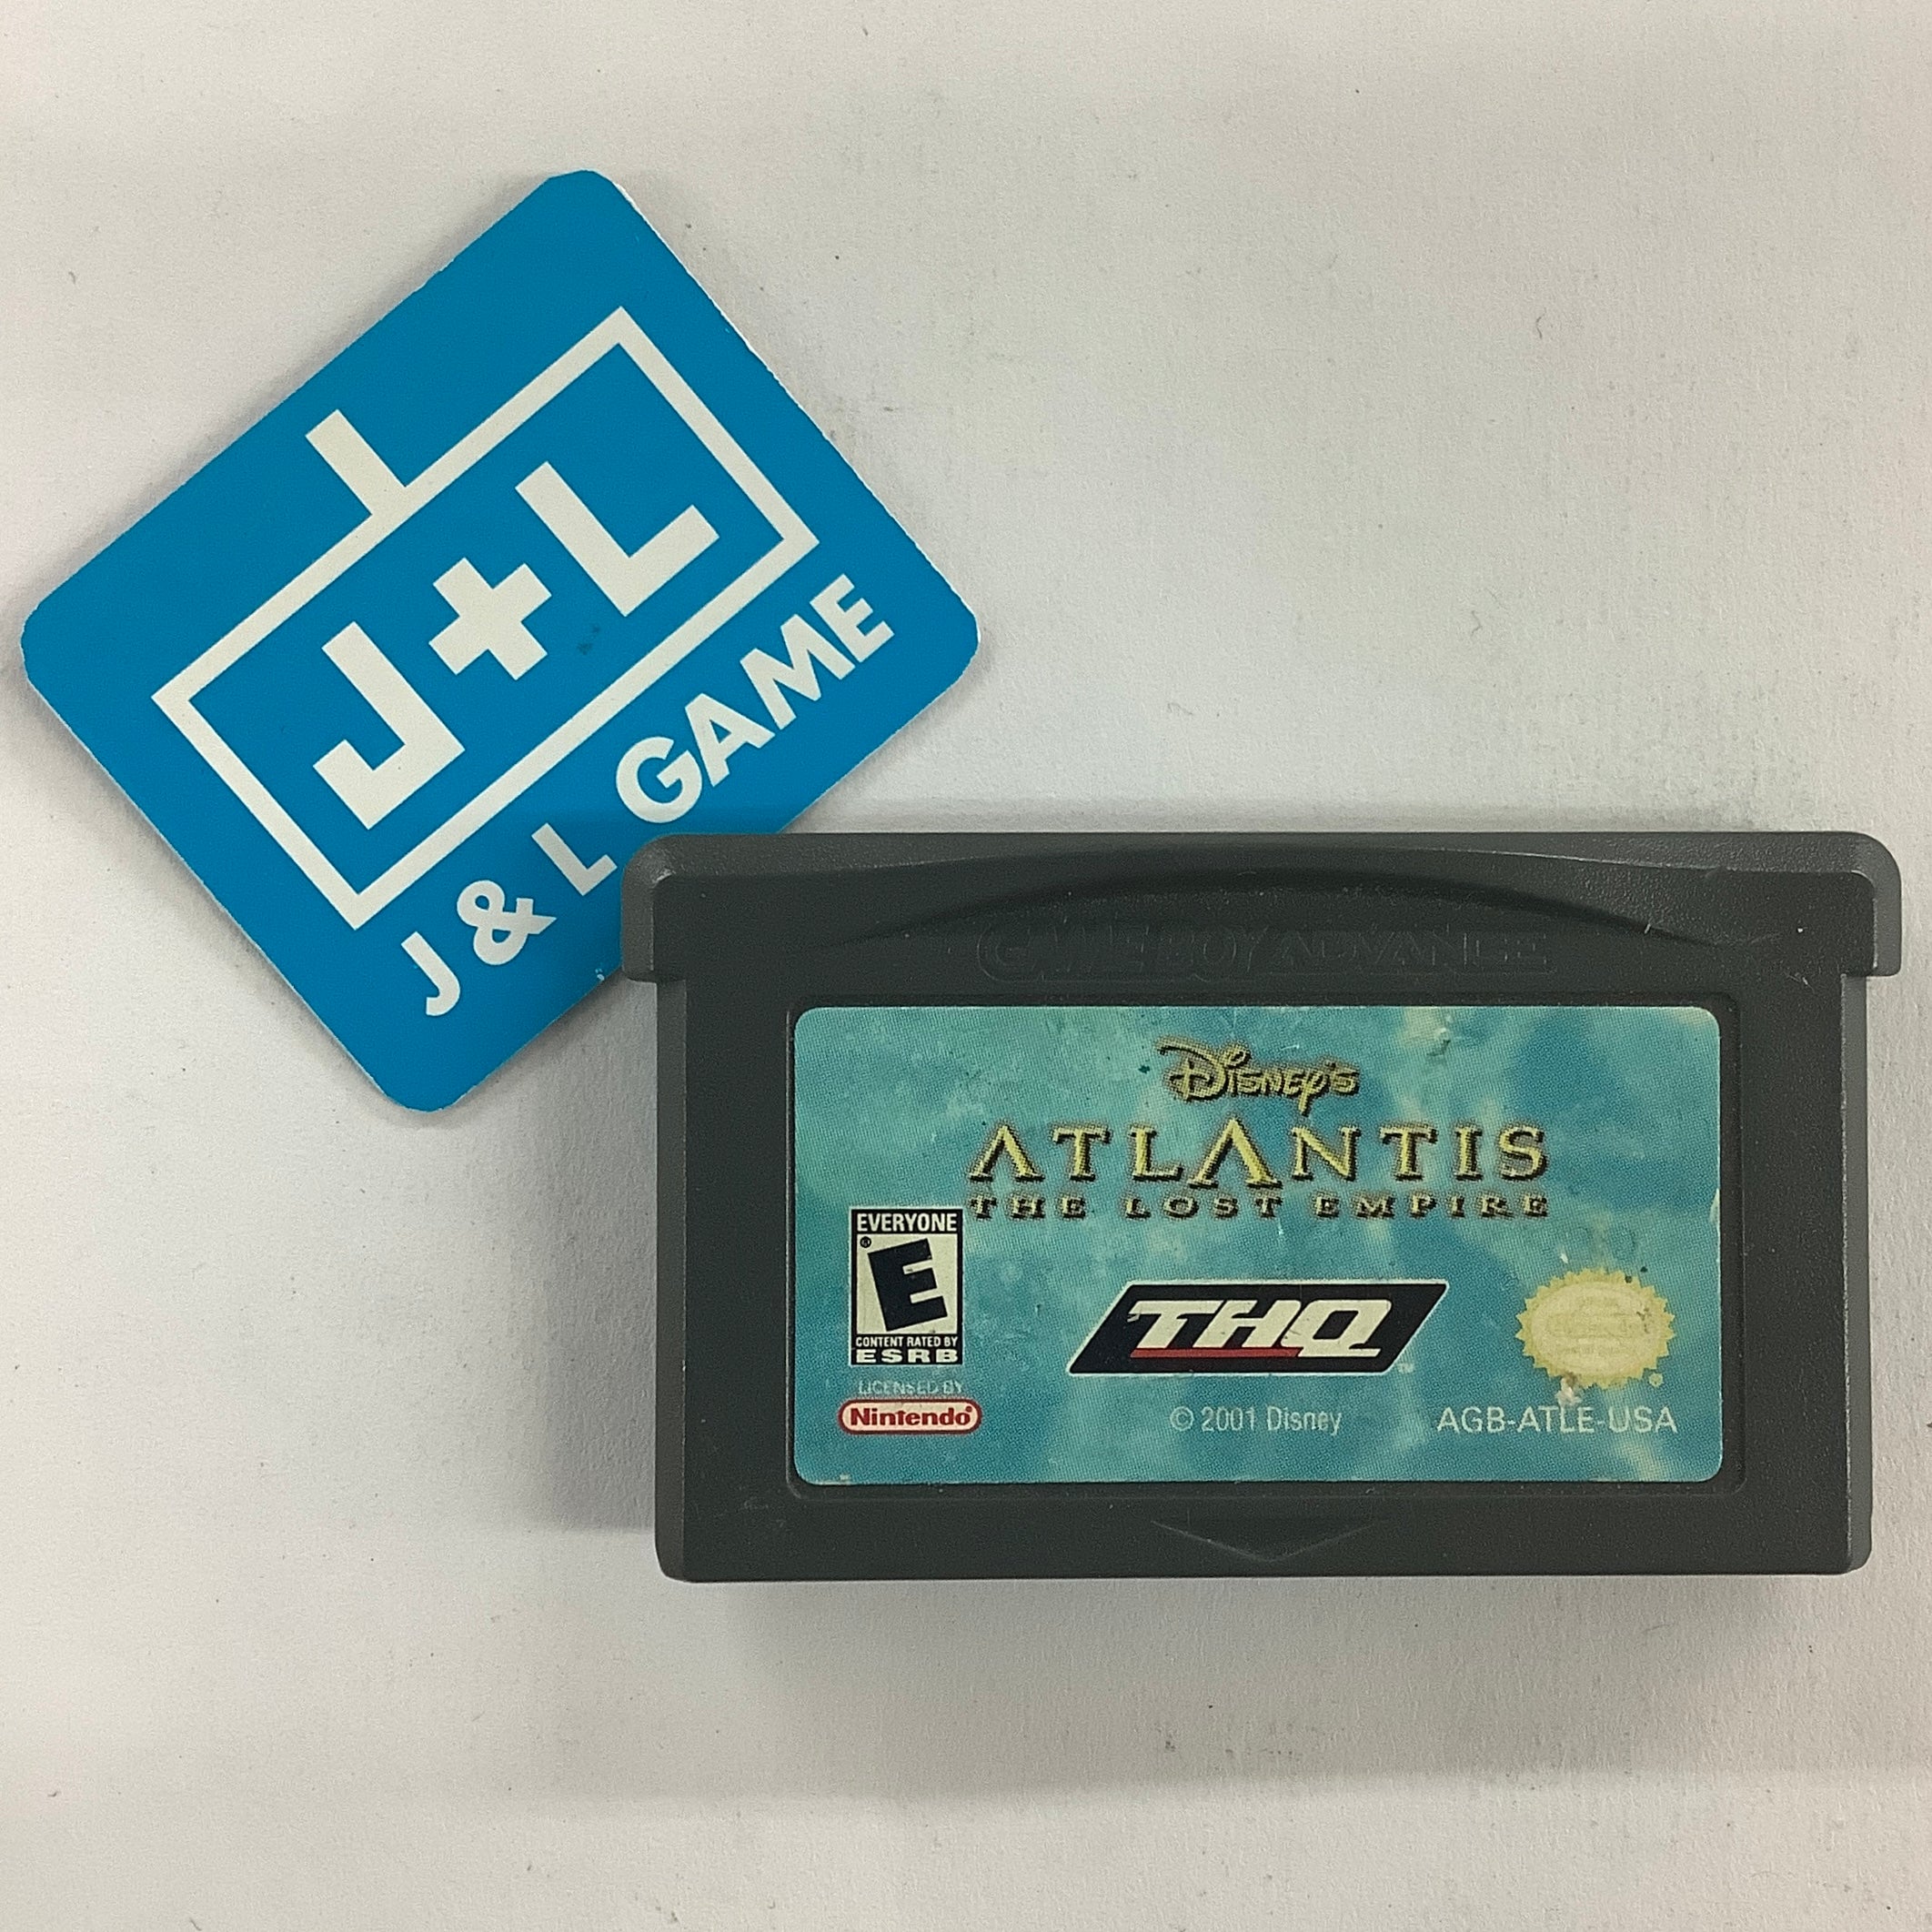 J+L
J & L GAME
GAME BOY ADVANCE
Disney's
ATLANTIS
THE LOST EMPIRE
EVERYONE
E
CONTENT RATED BY
ESRB
THQ
LICENSED BY
Nintendo
© 2001 Disney
AGB-ATLE-USA